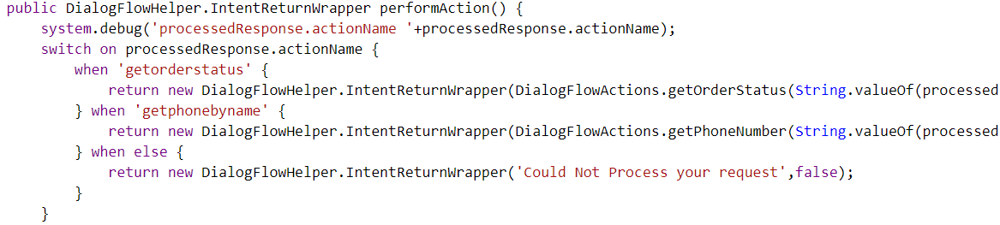 public DialogFlowHelper.IntentReturnWrapper performAction() {
system.debug('processedResponse.actionName '+processedResponse.actionName);
switch on processedResponse.actionName {
when 'getorderstatus' {
return new DialogFlowHelper.IntentReturnWrapper(DialogFlowActions.getOrderStatus(String.valueOf(processed
} when 'getphonebyname' {
return new DialogFlowHelper.IntentReturnWrapper(DialogFlowActions.getPhoneNumber(String.valueOf(processed
} when else {
return new DialogFlowHelper.IntentReturnWrapper('Could Not Process your request',false);
}
}